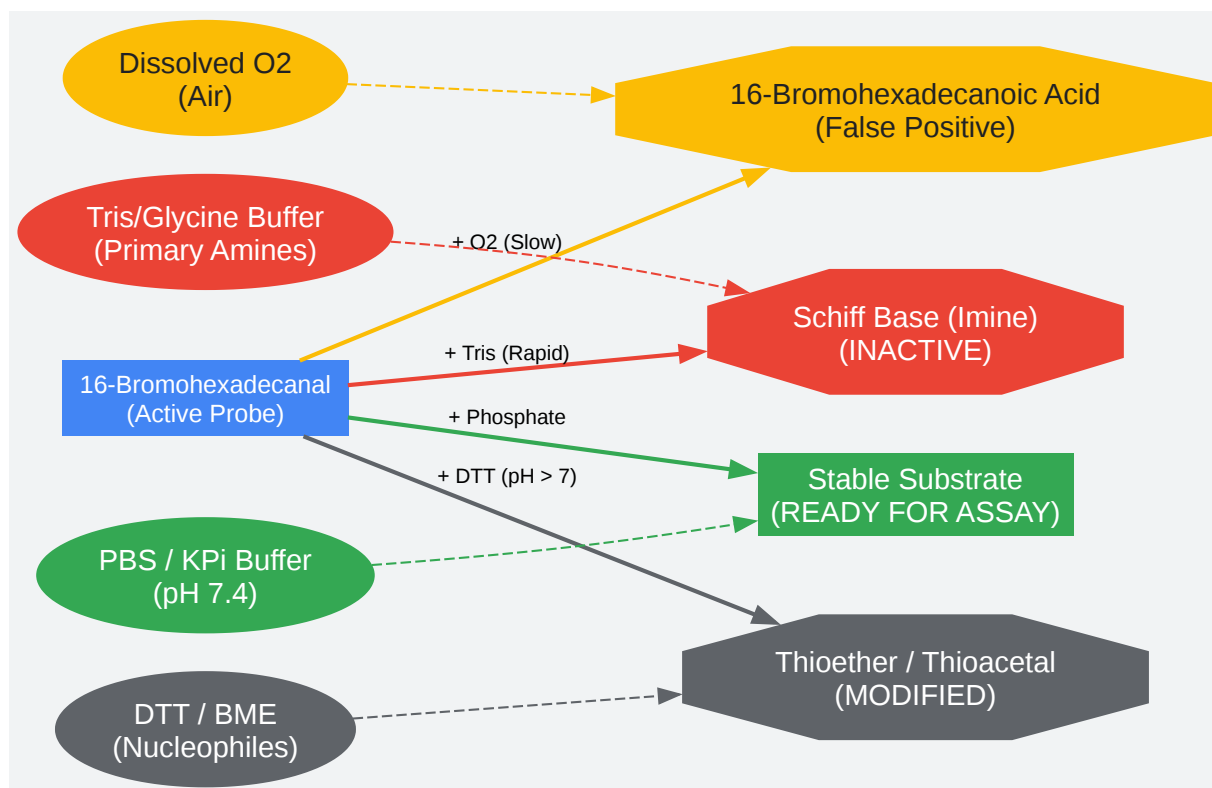 Dissolved O2
(Air)
16-Bromohexadecanoic Acid
(False Positive)
Tris/Glycine Buffer
(Primary Amines)
+ O2 (Slow)
Schiff Base (Imine)
(INACTIVE)
+ Tris (Rapid)
16-Bromohexadecanal
(Active Probe)
+ Phosphate
+ DTT (pH > 7)
Stable Substrate
(READY FOR ASSAY)
PBS / KPi Buffer
(pH 7.4)
Thioether / Thioacetal
(MODIFIED)
DTT / BME
(Nucleophiles)